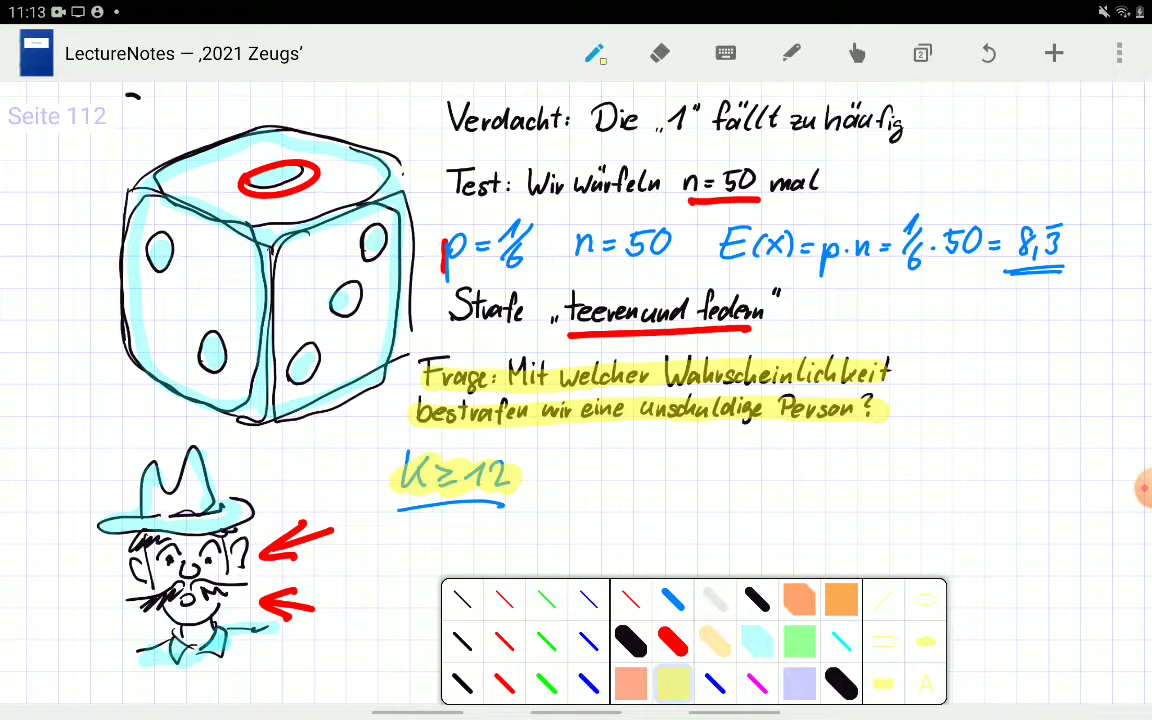 11:13
LectureNotes — ‚2021 Zeugs‘
Seite 112
Verdacht: Die „1“ fällt zu häufig
Test: Wir würfeln n = 50 mal
p = 1/6 n = 50 E(x) = p · n = 1/6 · 50 = 8,3̅
Strafe „teeren und federn“
Frage: Mit welcher Wahrscheinlichkeit
bestrafen wir eine unschuldige Person?
K ≥ 12
A